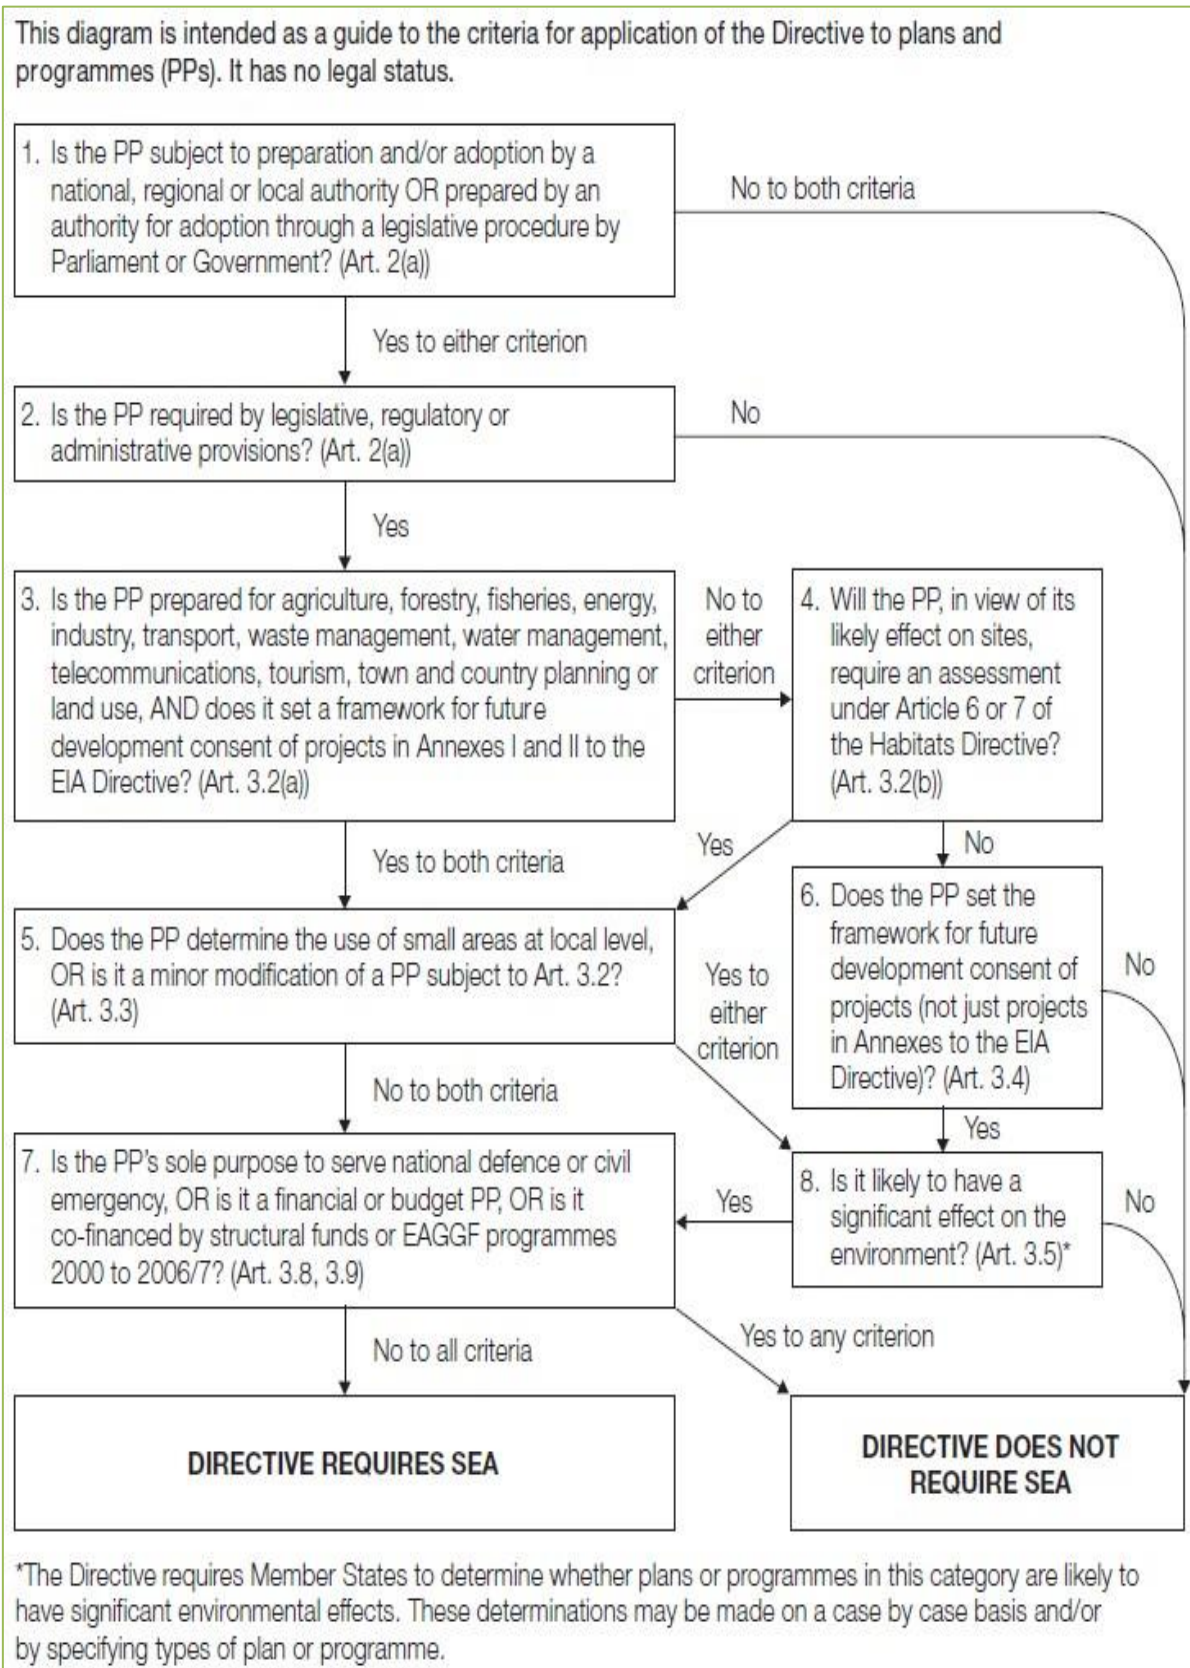 This diagram is intended as a guide to the criteria for application of the Directive to plans and
programmes (PPs). It has no legal status.
1. Is the PP subject to preparation and/or adoption by a
national, regional or local authority OR prepared by an
authority for adoption through a legislative procedure by
Parliament or Government? (Art. 2(a))
No to both criteria
Yes to either criterion
2. Is the PP required by legislative, regulatory or
administrative provisions? (Art. 2(a))
No
Yes
3. Is the PP prepared for agriculture, forestry, fisheries, energy,
industry, transport, waste management, water management,
telecommunications, tourism, town and country planning or
land use, AND does it set a framework for future
development consent of projects in Annexes I and II to the
EIA Directive? (Art. 3.2(a))
No to
either
criterion
4. Will the PP, in view of its
likely effect on sites,
require an assessment
under Article 6 or 7 of
the Habitats Directive?
(Art. 3.2(b))
Yes to both criteria
Yes
No
5. Does the PP determine the use of small areas at local level,
OR is it a minor modification of a PP subject to Art. 3.2?
(Art. 3.3)
Yes to
either
criterion
6. Does the PP set the
framework for future
development consent of
projects (not just projects
in Annexes to the EIA
Directive)? (Art. 3.4)
No
No to both criteria
Yes
7. Is the PP's sole purpose to serve national defence or civil
emergency, OR is it a financial or budget PP, OR is it
co-financed by structural funds or EAGGF programmes
2000 to 2006/7? (Art. 3.8, 3.9)
Yes
8. Is it likely to have a
significant effect on the
environment? (Art. 3.5)*
No
No to all criteria
Yes to any criterion
DIRECTIVE REQUIRES SEA
DIRECTIVE DOES NOT
REQUIRE SEA
*The Directive requires Member States to determine whether plans or programmes in this category are likely to
have significant environmental effects. These determinations may be made on a case by case basis and/or
by specifying types of plan or programme.